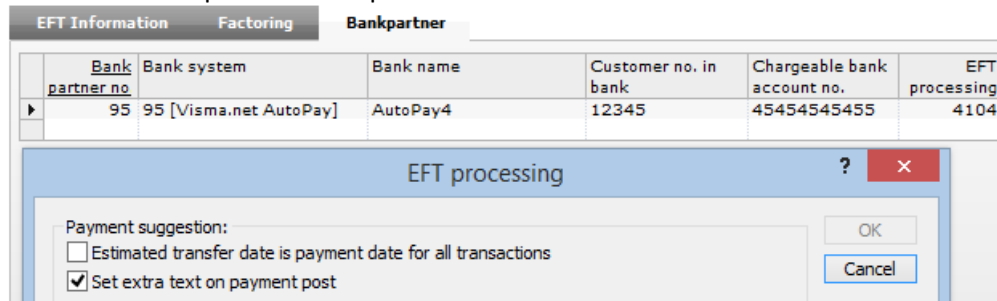 EFT Information Factoring Bankpartner
Bank partner no Bank system Bank name Customer no. in bank Chargeable bank account no. EFT processing
95 95 [Visma.net AutoPay] AutoPay4 12345 45454545455 4104
EFT processing ? ×
Payment suggestion:
Estimated transfer date is payment date for all transactions
Set extra text on payment post
OK
Cancel